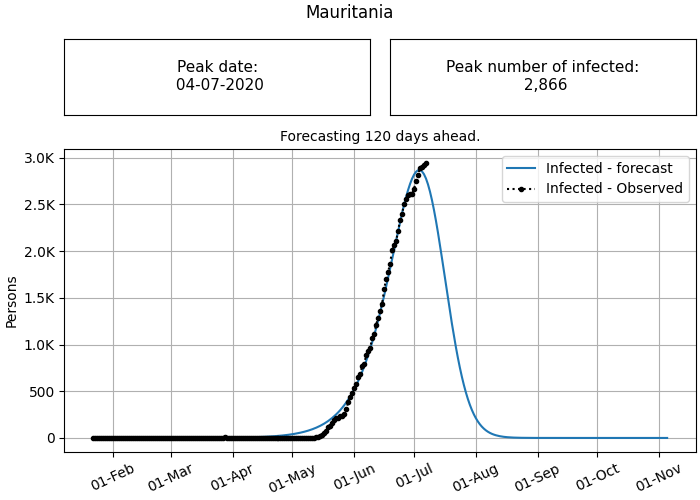 Mauritania
Peak date:
04-07-2020
Peak number of infected:
2,866
Forecasting 120 days ahead.
3.0K
2.5K
2.0K
1.5K
1.0K
500
0
Persons
Infected - forecast
Infected - Observed
01-Feb
01-Mar
01-Apr
01-May
01-Jun
01-Jul
01-Aug
01-Sep
01-Oct
01-Nov